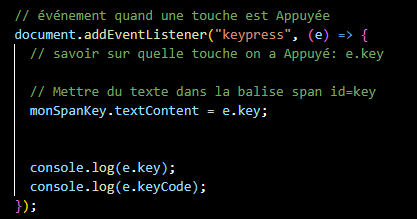 // événement quand une touche est Appuyée
document.addEventListener("keypress", (e) => {
// savoir sur quelle touche on a Appuyé: e.key
// Mettre du texte dans la balise span id=key
monSpanKey.textContent = e.key;
console.log(e.key);
console.log(e.keyCode);
});